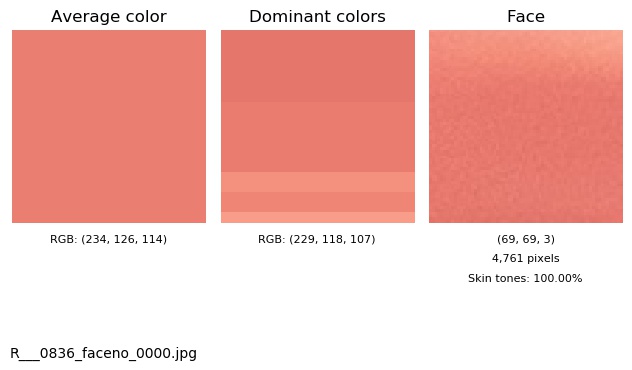 Average color
Dominant colors
Face
RGB: (234, 126, 114)
RGB: (229, 118, 107)
(69, 69, 3)
4,761 pixels
Skin tones: 100.00%
R___0836_faceno_0000.jpg